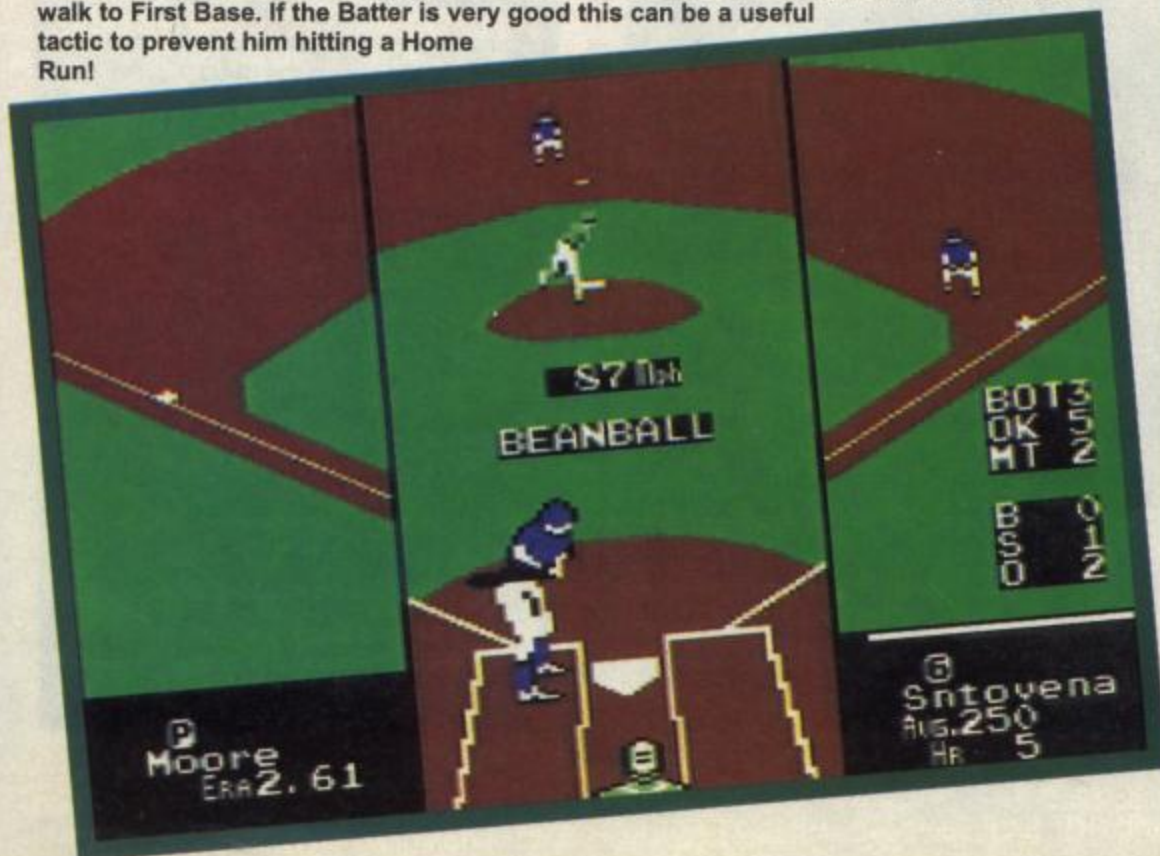 walk to First Base. If the Batter is very good this can be a useful
tactic to prevent him hitting a Home
Run!
87 Mph
BEANBALL
BOT3
OK 5
MT 2
B 0
S 1
O 2
P
Moore
ERA 2.61
G
Sntovena
AVG. 250
HR 5